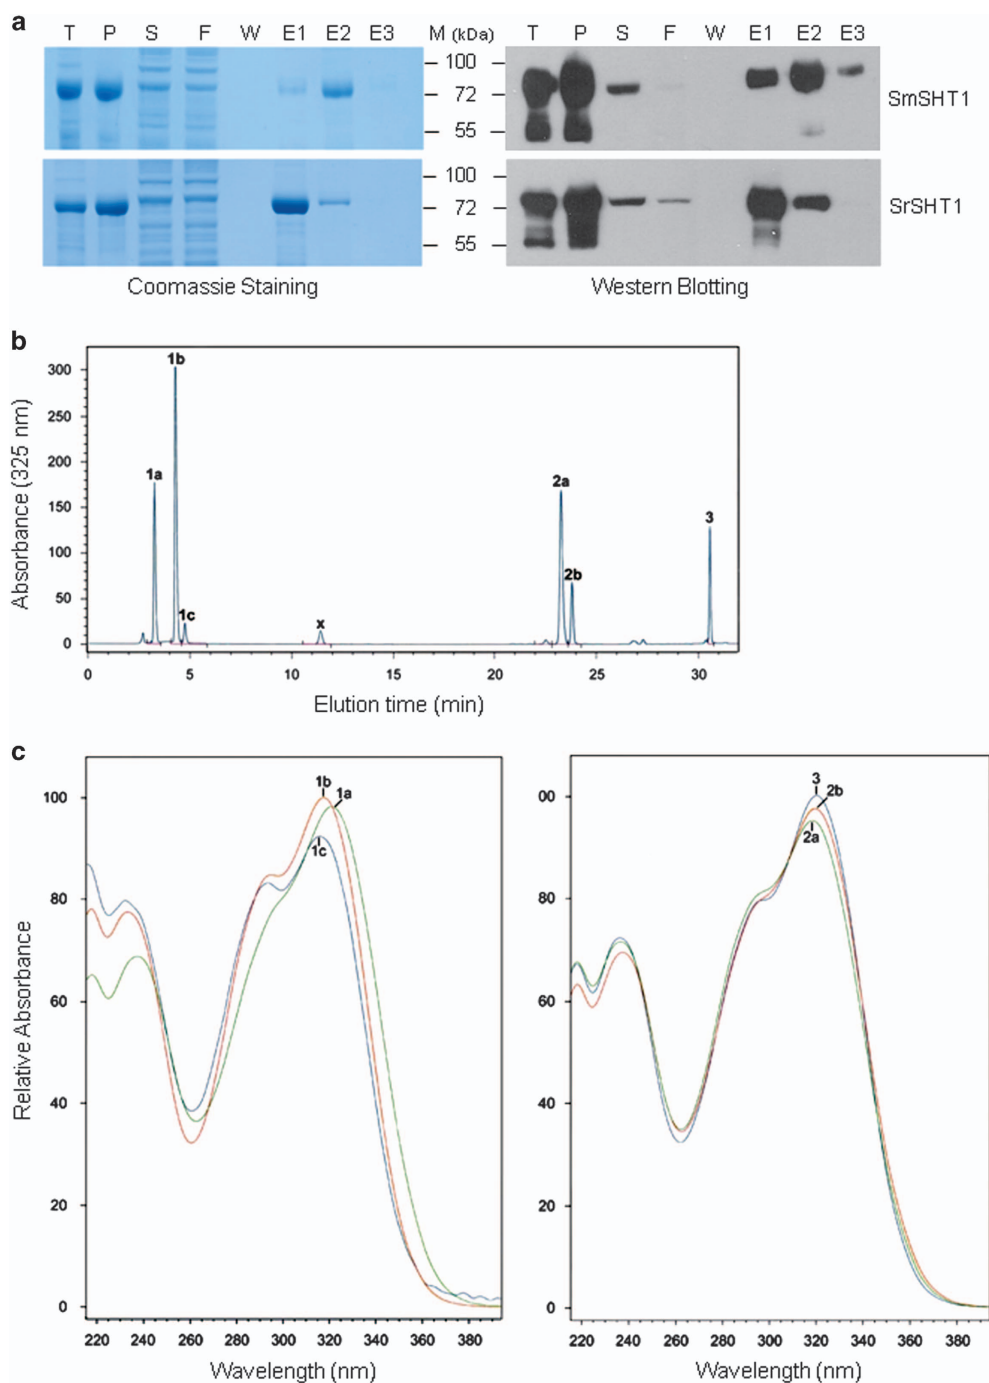 a
T P S F W E1 E2 E3 M (kDa) T P S F W E1 E2 E3
100
72
55
SmSHT1
100
72
55
SrSHT1
Coomassie Staining
Western Blotting
b
Absorbance (325 nm)
300
250
200
150
100
50
0
1a
1b
1c
x
2a
2b
3
0 5 10 15 20 25 30
Elution time (min)
c
Relative Absorbance
100
80
60
40
20
0
1b
1a
1c
220 240 260 280 300 320 340 360 380
Wavelength (nm)
00
80
60
40
20
00
3
2b
2a
220 240 260 280 300 320 340 360 380
Wavelength (nm)